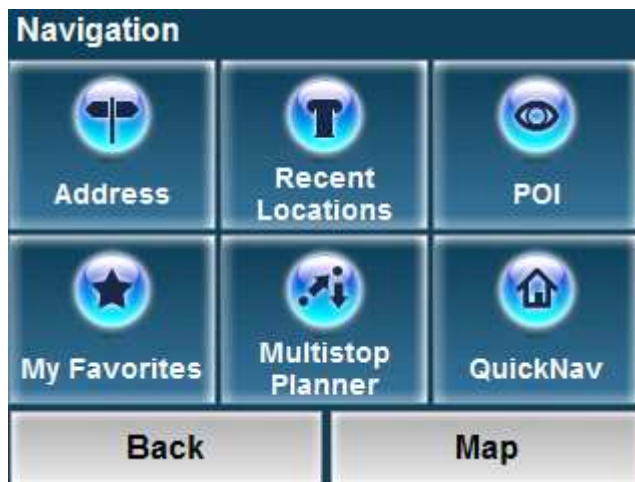 Navigation
Address
Recent
Locations
POI
My Favorites
Multistop
Planner
QuickNav
Back
Map